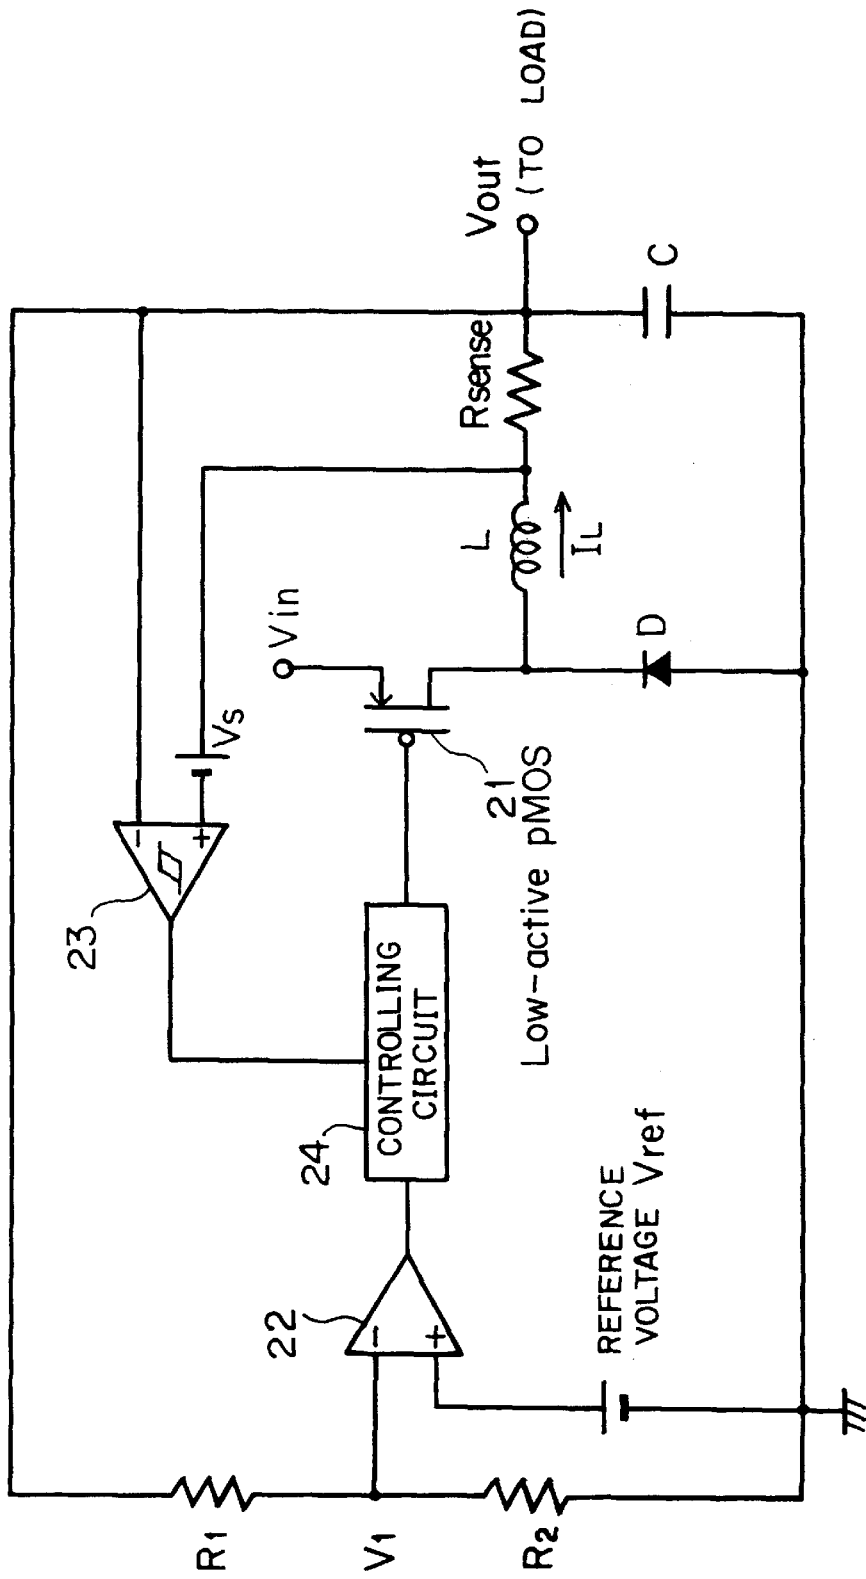 R1
V1
R2
22
-
+
REFERENCE
VOLTAGE Vref
24
CONTROLLING
CIRCUIT
23
-
+
Vs
Vin
21
Low-active pMOS
L
IL
D
Rsense
C
Vout
(TO LOAD)